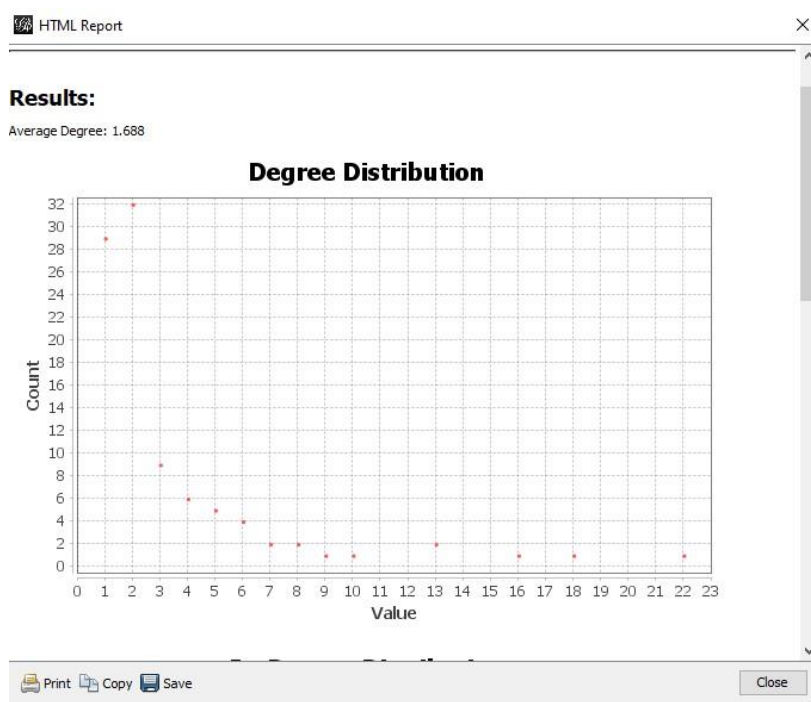 HTML Report
Results:
Average Degree: 1.688
Degree Distribution
32
30
28
26
24
22
20
18
16
14
12
10
8
6
4
2
0
Count
0 1 2 3 4 5 6 7 8 9 10 11 12 13 14 15 16 17 18 19 20 21 22 23
Value
Print Copy Save Close